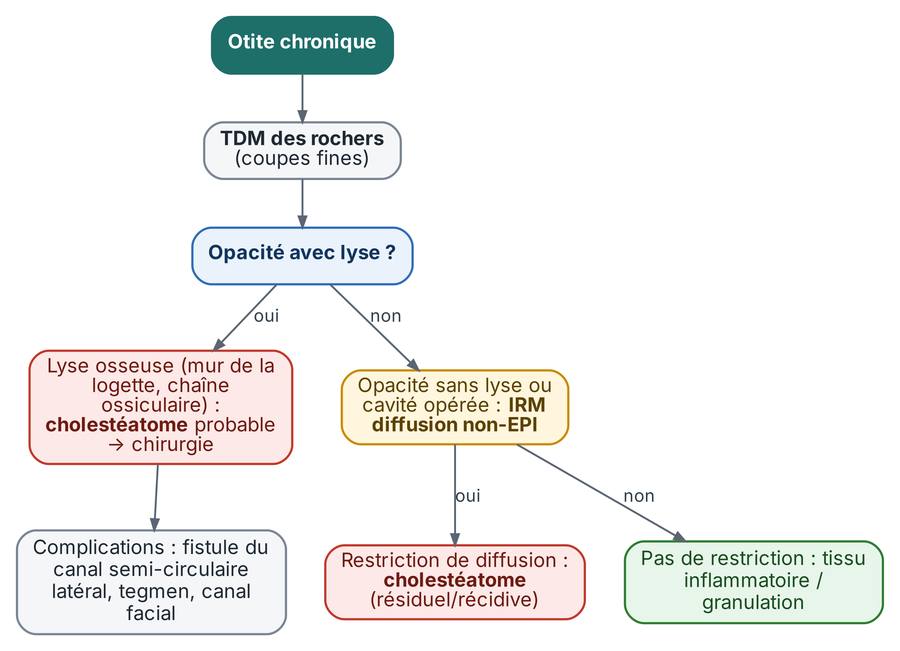 Otite chronique
TDM des rochers
(coupes fines)
Opacité avec lyse ?
oui
non
Lyse osseuse (mur de la
logette, chaîne
ossiculaire) :
cholestéatome probable
→ chirurgie
Opacité sans lyse ou
cavité opérée : IRM
diffusion non-EPI
oui
non
Complications : fistule du
canal semi-circulaire
latéral, tegmen, canal
facial
Restriction de diffusion :
cholestéatome
(résiduel/récidive)
Pas de restriction : tissu
inflammatoire /
granulation